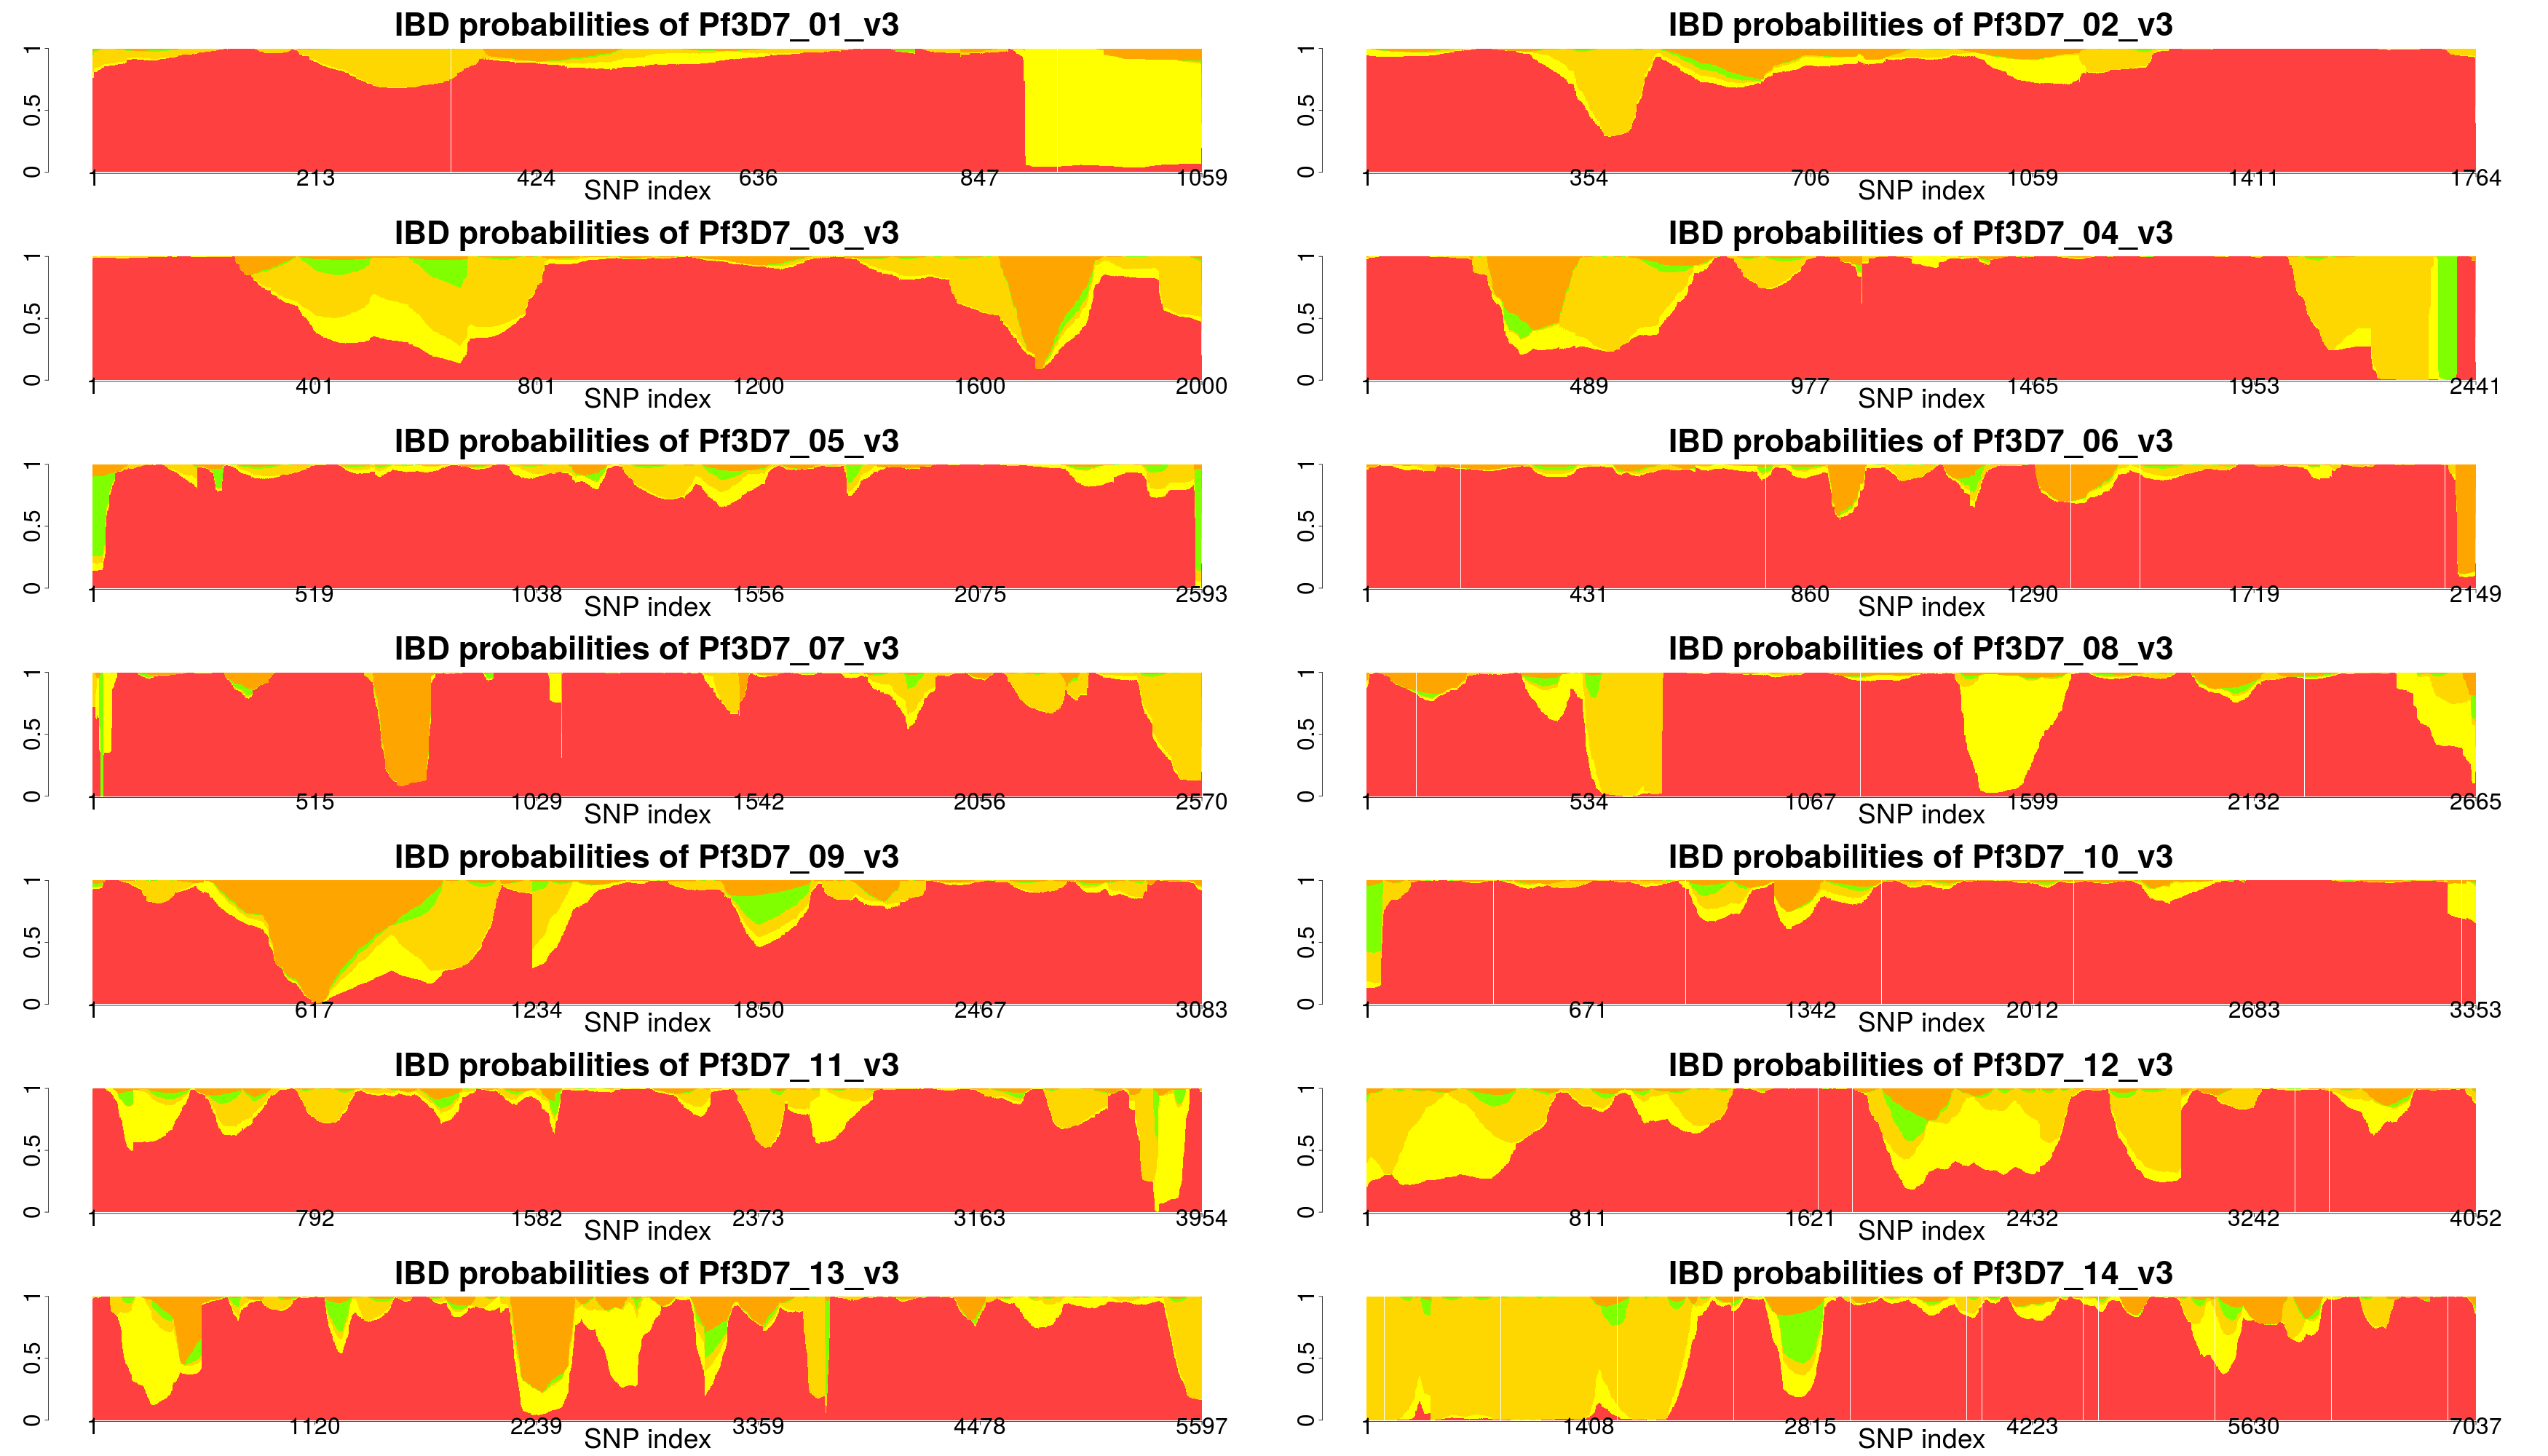 IBD probabilities of Pf3D7_01_v3
0 0.5 1
1 213 424 636 847 1059
SNP index
IBD probabilities of Pf3D7_02_v3
0 0.5 1
1 354 706 1059 1411 1764
SNP index
IBD probabilities of Pf3D7_03_v3
0 0.5 1
1 401 801 1200 1600 2000
SNP index
IBD probabilities of Pf3D7_04_v3
0 0.5 1
1 489 977 1465 1953 2441
SNP index
IBD probabilities of Pf3D7_05_v3
0 0.5 1
1 519 1038 1556 2075 2593
SNP index
IBD probabilities of Pf3D7_06_v3
0 0.5 1
1 431 860 1290 1719 2149
SNP index
IBD probabilities of Pf3D7_07_v3
0 0.5 1
1 515 1029 1542 2056 2570
SNP index
IBD probabilities of Pf3D7_08_v3
0 0.5 1
1 534 1067 1599 2132 2665
SNP index
IBD probabilities of Pf3D7_09_v3
0 0.5 1
1 617 1234 1850 2467 3083
SNP index
IBD probabilities of Pf3D7_10_v3
0 0.5 1
1 671 1342 2012 2683 3353
SNP index
IBD probabilities of Pf3D7_11_v3
0 0.5 1
1 792 1582 2373 3163 3954
SNP index
IBD probabilities of Pf3D7_12_v3
0 0.5 1
1 811 1621 2432 3242 4052
SNP index
IBD probabilities of Pf3D7_13_v3
0 0.5 1
1 1120 2239 3359 4478 5597
SNP index
IBD probabilities of Pf3D7_14_v3
0 0.5 1
1 1408 2815 4223 5630 7037
SNP index